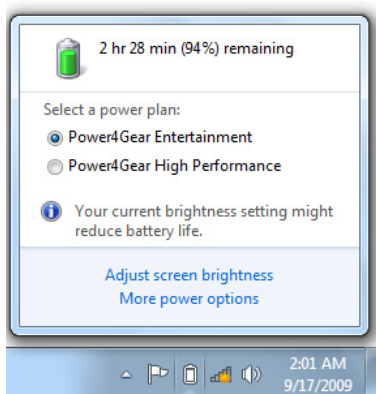 2 hr 28 min (94%) remaining
Select a power plan:
Power4Gear Entertainment
Power4Gear High Performance
Your current brightness setting might
reduce battery life.
Adjust screen brightness
More power options
2:01 AM
9/17/2009